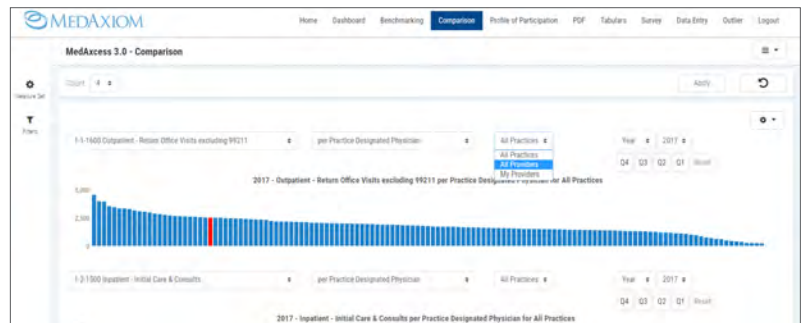 MEDAXIOM
Home Dashboard Benchmarking Comparison Profile of Participation PDF Tabulars Survey Data Entry Outlier Logout
MedAxcess 3.0 - Comparison
Count 4 Apply
Measure Set
Filters
1-1-1600 Outpatient - Return Office Visits excluding 99211 per Practice Designated Physician All Practices Year 2017
All Practices
All Providers
My Providers
Q4 Q3 Q2 Q1 Reset
2017 - Outpatient - Return Office Visits excluding 99211 per Practice Designated Physician for All Practices
5,000
2,500
0
1-2-1500 Inpatient - Initial Care & Consults per Practice Designated Physician All Practices Year 2017
Q4 Q3 Q2 Q1 Reset
2017 - Inpatient - Initial Care & Consults per Practice Designated Physician for All Practices